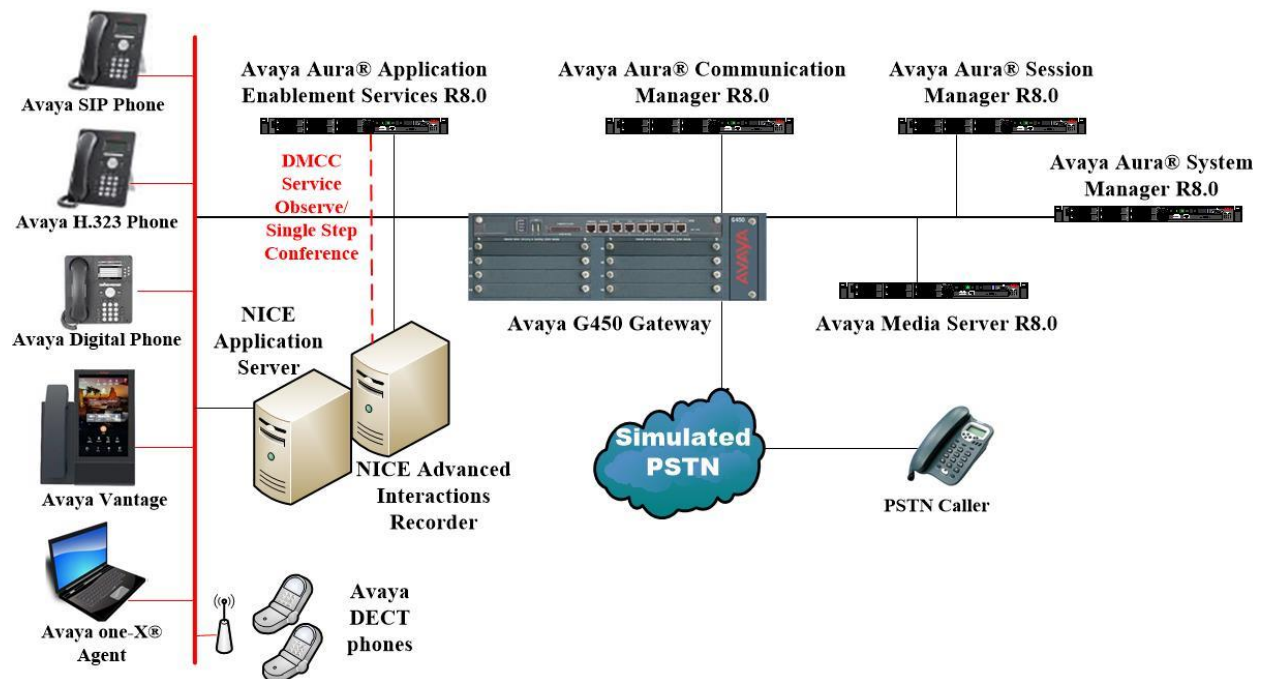 Avaya SIP Phone
Avaya H.323 Phone
Avaya Digital Phone
Avaya Vantage
Avaya one-X®
Agent
Avaya Aura® Application
Enablement Services R8.0
DMCC
Service
Observe/
Single Step
Conference
NICE
Application
Server
NICE Advanced
Interactions
Recorder
Avaya
DECT
phones
Avaya Aura® Communication
Manager R8.0
G450
AVAYA
Avaya G450 Gateway
Simulated
PSTN
PSTN Caller
Avaya Aura® Session
Manager R8.0
Avaya Aura® System
Manager R8.0
Avaya Media Server R8.0